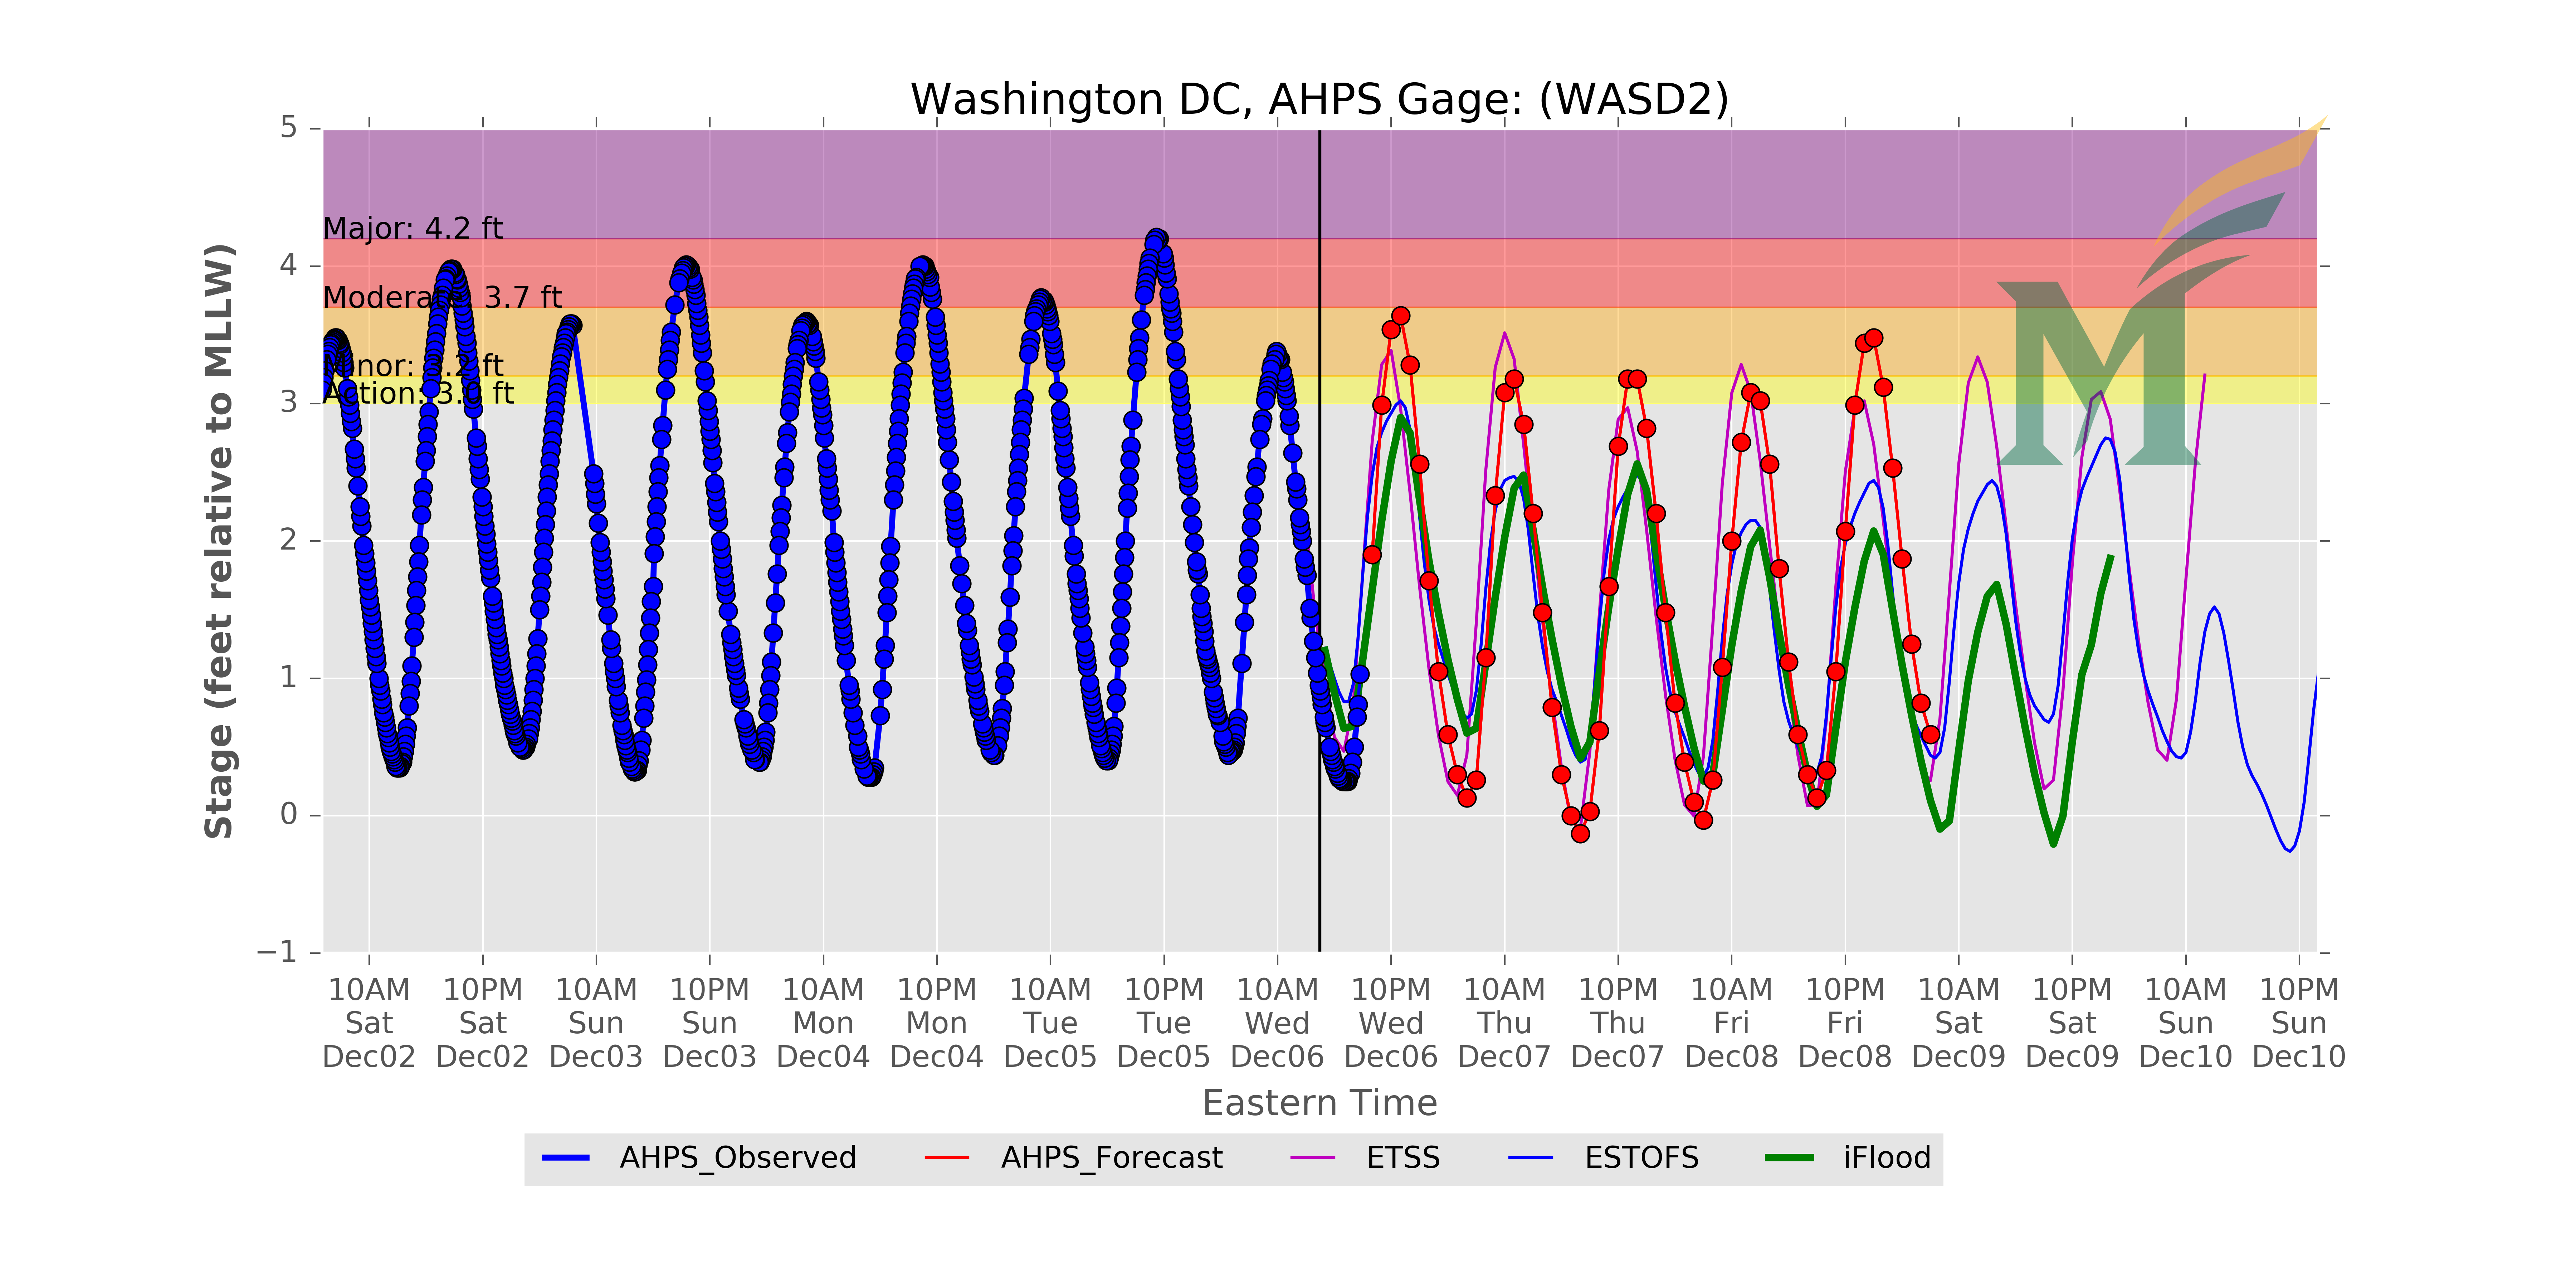 Washington DC, AHPS Gage: (WASD2)
Stage (feet relative to MLLW)
5
4
3
2
1
0
−1
Major: 4.2 ft
Moderate: 3.7 ft
Minor: 3.2 ft
Action: 3.0 ft
10AM 10PM 10AM 10PM 10AM 10PM 10AM 10PM 10AM 10PM 10AM 10PM 10AM 10PM 10AM 10PM 10AM 10PM
Sat Sat Sun Sun Mon Mon Tue Tue Wed Wed Thu Thu Fri Fri Sat Sat Sun Sun
Dec02 Dec02 Dec03 Dec03 Dec04 Dec04 Dec05 Dec05 Dec06 Dec06 Dec07 Dec07 Dec08 Dec08 Dec09 Dec09 Dec10 Dec10
Eastern Time
AHPS_Observed AHPS_Forecast ETSS ESTOFS iFlood